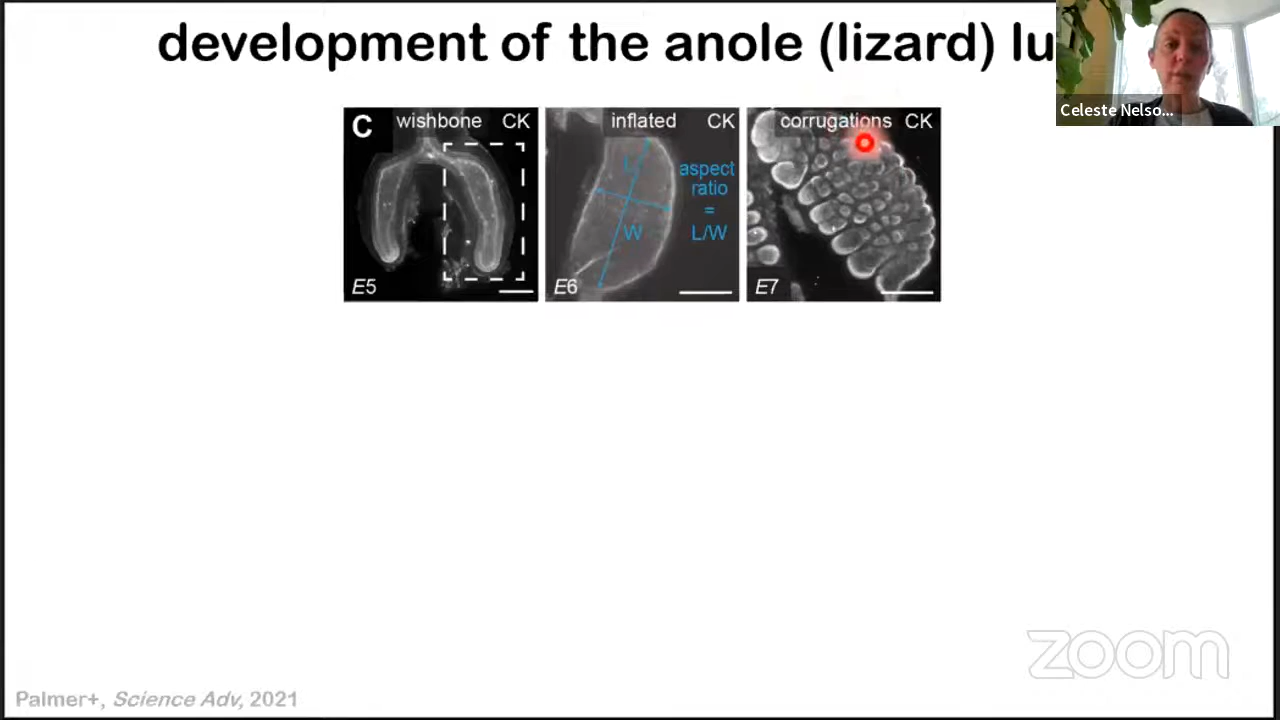 development of the anole (lizard) lu
Celeste Nelso...
C wishbone CK
E5
inflated CK
L
W
aspect
ratio
=
L/W
E6
corrugations CK
E7
zoom
Palmer+, Science Adv, 2021